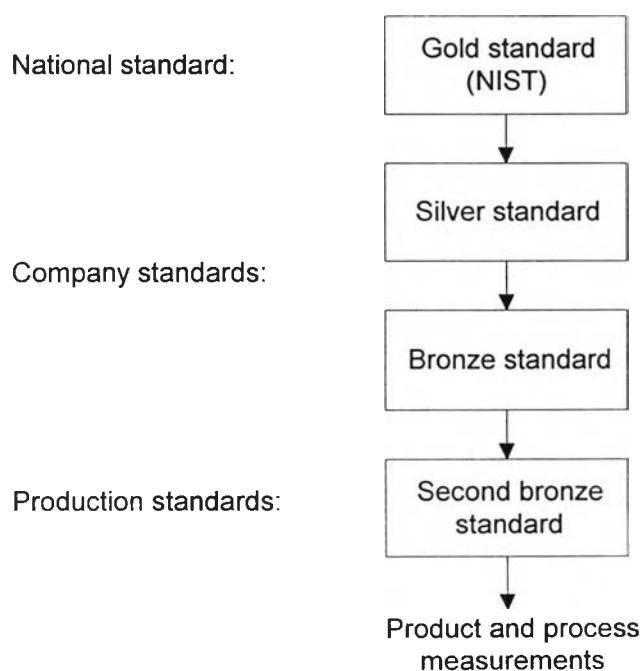 National standard:
Gold standard
(NIST)
Silver standard
Company standards:
Bronze standard
Production standards:
Second bronze
standard
Product and process
measurements